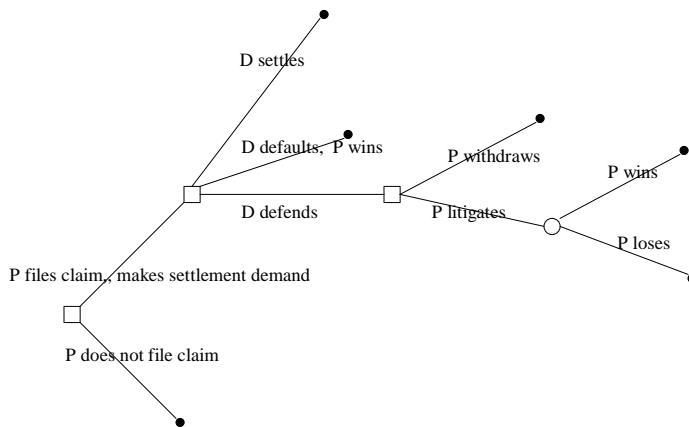 D settles
D defaults,  P wins
P withdraws
P wins
D defends
P litigates
P loses
P files claim,, makes settlement demand
P does not file claim